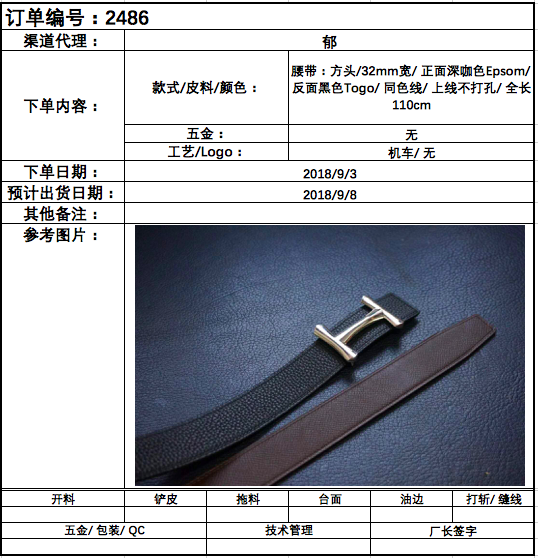 订单编号：2486
渠道代理：
郁
下单内容：
款式/皮料/颜色：
腰带：方头/32mm宽/ 正面深咖色Epsom/
反面黑色Togo/ 同色线/ 上线不打孔/ 全长
110cm
五金：
无
工艺/Logo：
机车/ 无
下单日期：
2018/9/3
预计出货日期：
2018/9/8
其他备注：
参考图片：
开料
铲皮
拖料
台面
油边
打斩/ 缝线
五金/ 包装/ QC
技术管理
厂长签字